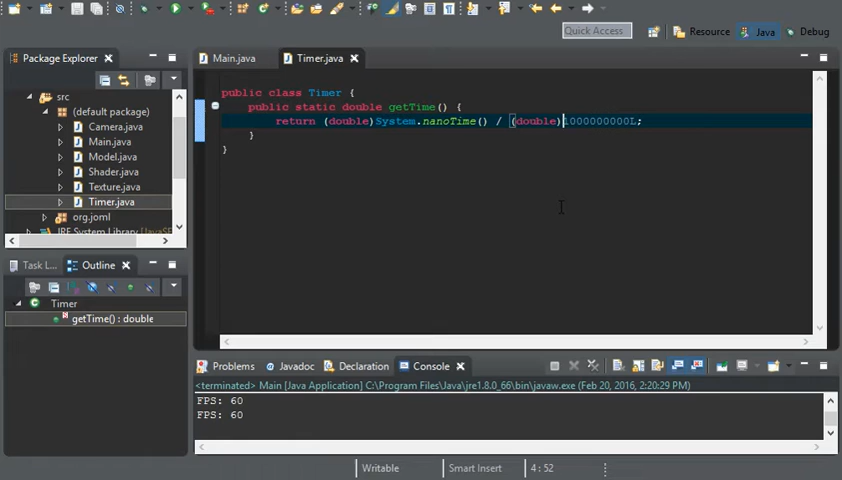 Quick Access
Resource
Java
Debug
Package Explorer
Main.java
Timer.java
src
(default package)
Camera.java
Main.java
Model.java
Shader.java
Texture.java
Timer.java
org.joml
JRE System Library [JavaSE
public class Timer {
public static double getTime() {
return (double)System.nanoTime() / (double)1000000000L;
}
}
Task L...
Outline
Timer
getTime() : double
Problems
Javadoc
Declaration
Console
<terminated> Main [Java Application] C:\Program Files\Java\jre1.8.0_66\bin\javaw.exe (Feb 20, 2016, 2:20:29 PM)
FPS: 60
FPS: 60
Writable
Smart Insert
4 : 52